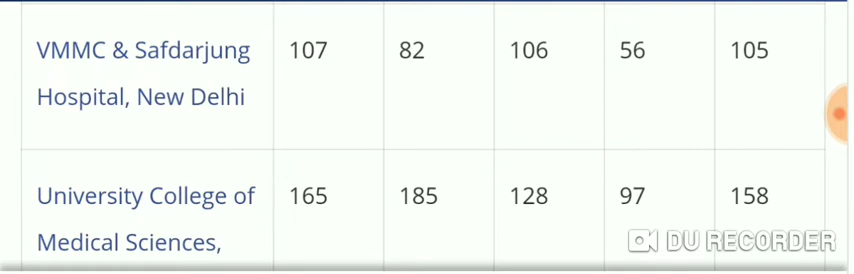 VMMC & Safdarjung 107 82 106 56 105
Hospital, New Delhi
University College of 165 185 128 97 158
Medical Sciences,
DU RECORDER